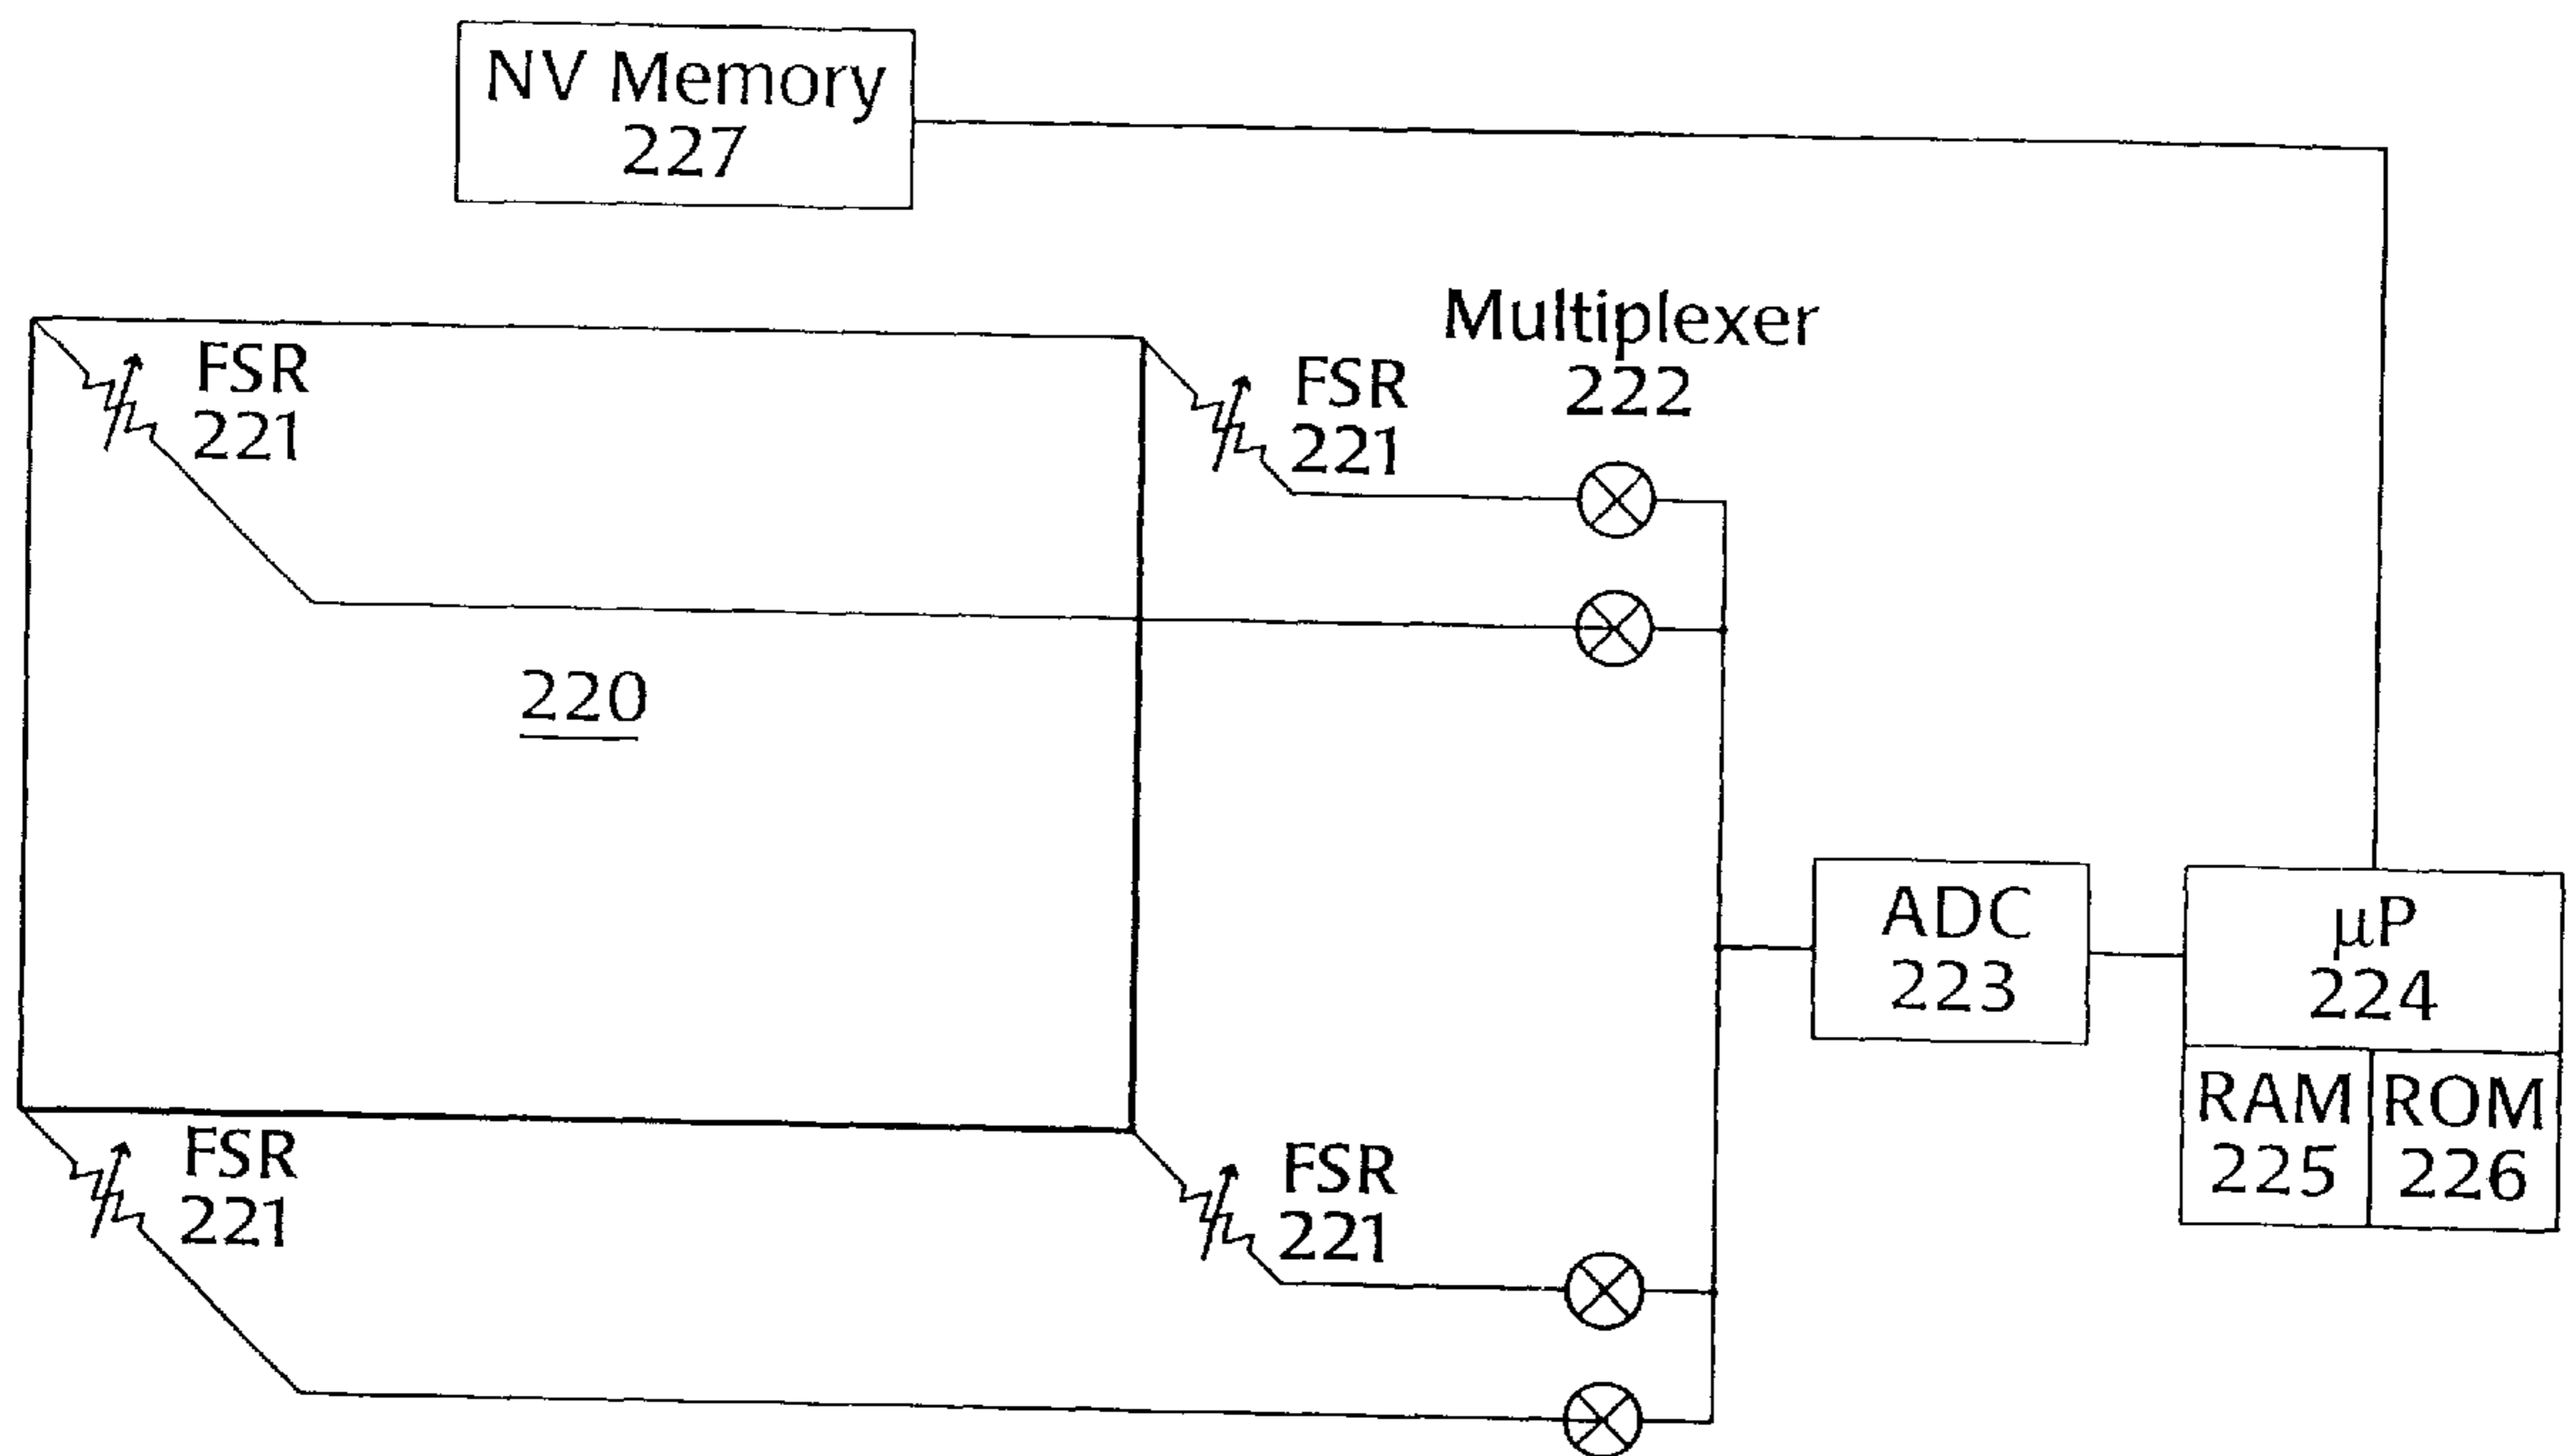 NV Memory
227
Multiplexer
222
FSR
221
FSR
221
220
ADC
223
µP
224
RAM
225
ROM
226
FSR
221
FSR
221